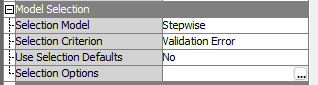 Model Selection
Selection Model Stepwise
Selection Criterion Validation Error
Use Selection Defaults No
Selection Options ...